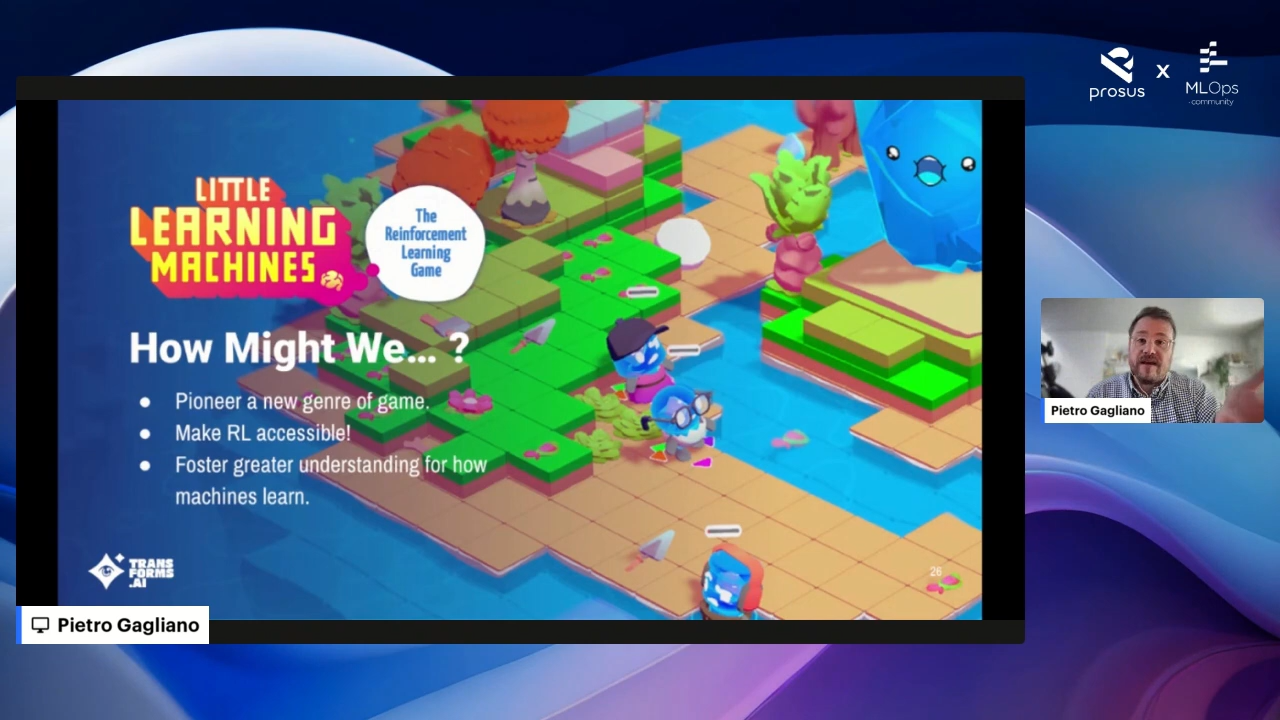 prosus
x
MLOps
community
LITTLE
LEARNING
MACHINES
The
Reinforcement
Learning
Game
How Might We... ?
● Pioneer a new genre of game.
● Make RL accessible!
● Foster greater understanding for how
machines learn.
TRANS
FORMS
.AI
26
Pietro Gagliano
Pietro Gagliano